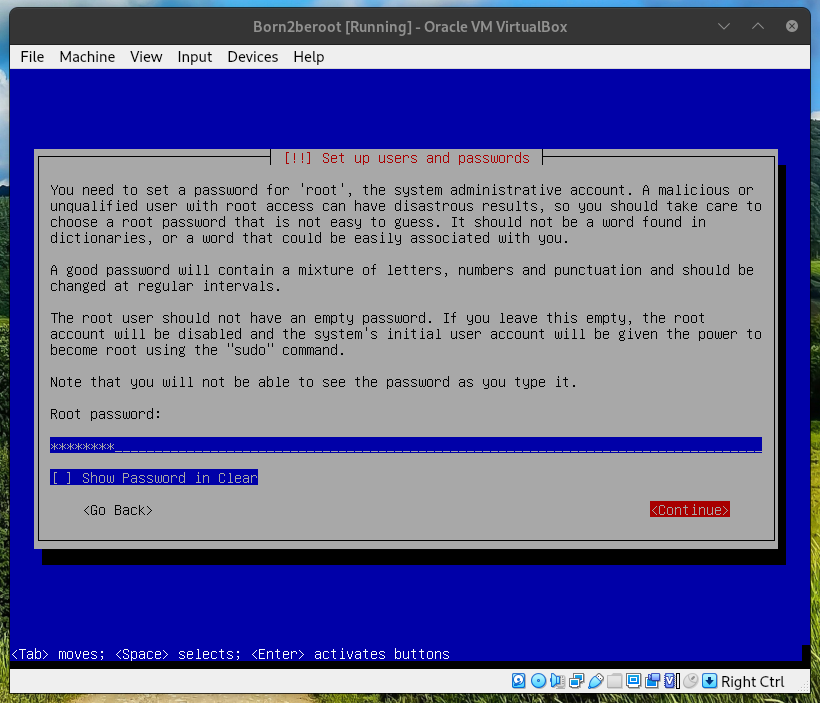 Born2beroot [Running] - Oracle VM VirtualBox
File Machine View Input Devices Help
[!!] Set up users and passwords
You need to set a password for 'root', the system administrative account. A malicious or
unqualified user with root access can have disastrous results, so you should take care to
choose a root password that is not easy to guess. It should not be a word found in
dictionaries, or a word that could be easily associated with you.
A good password will contain a mixture of letters, numbers and punctuation and should be
changed at regular intervals.
The root user should not have an empty password. If you leave this empty, the root
account will be disabled and the system's initial user account will be given the power to
become root using the "sudo" command.
Note that you will not be able to see the password as you type it.
Root password:
********
[ ] Show Password in Clear
<Go Back> <Continue>
<Tab> moves; <Space> selects; <Enter> activates buttons
Right Ctrl